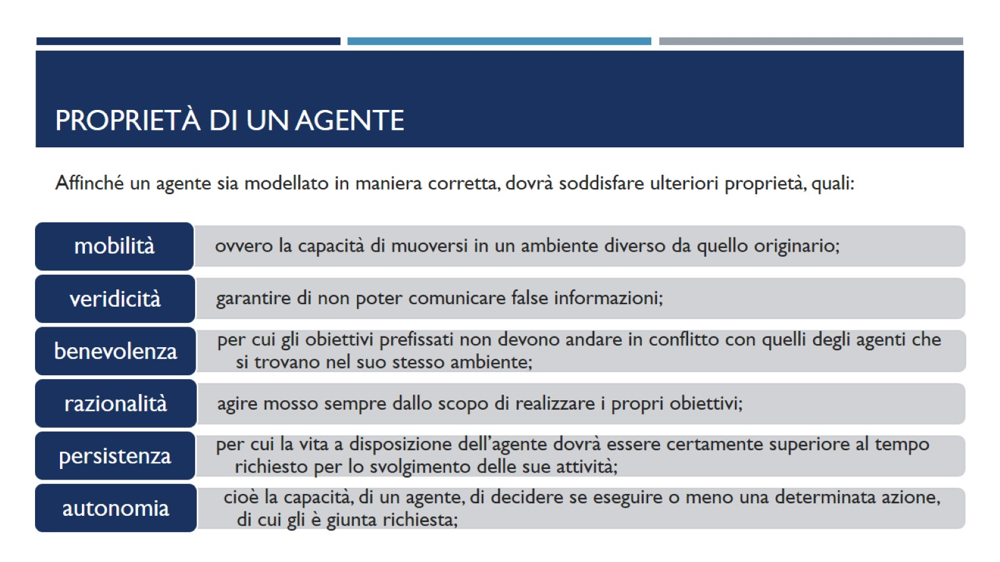 PROPRIETÀ DI UN AGENTE
Affinché un agente sia modellato in maniera corretta, dovrà soddisfare ulteriori proprietà, quali:
mobilità
ovvero la capacità di muoversi in un ambiente diverso da quello originario;
veridicità
garantire di non poter comunicare false informazioni;
benevolenza
per cui gli obiettivi prefissati non devono andare in conflitto con quelli degli agenti che
si trovano nel suo stesso ambiente;
razionalità
agire mosso sempre dallo scopo di realizzare i propri obiettivi;
persistenza
per cui la vita a disposizione dell’agente dovrà essere certamente superiore al tempo
richiesto per lo svolgimento delle sue attività;
autonomia
cioè la capacità, di un agente, di decidere se eseguire o meno una determinata azione,
di cui gli è giunta richiesta;